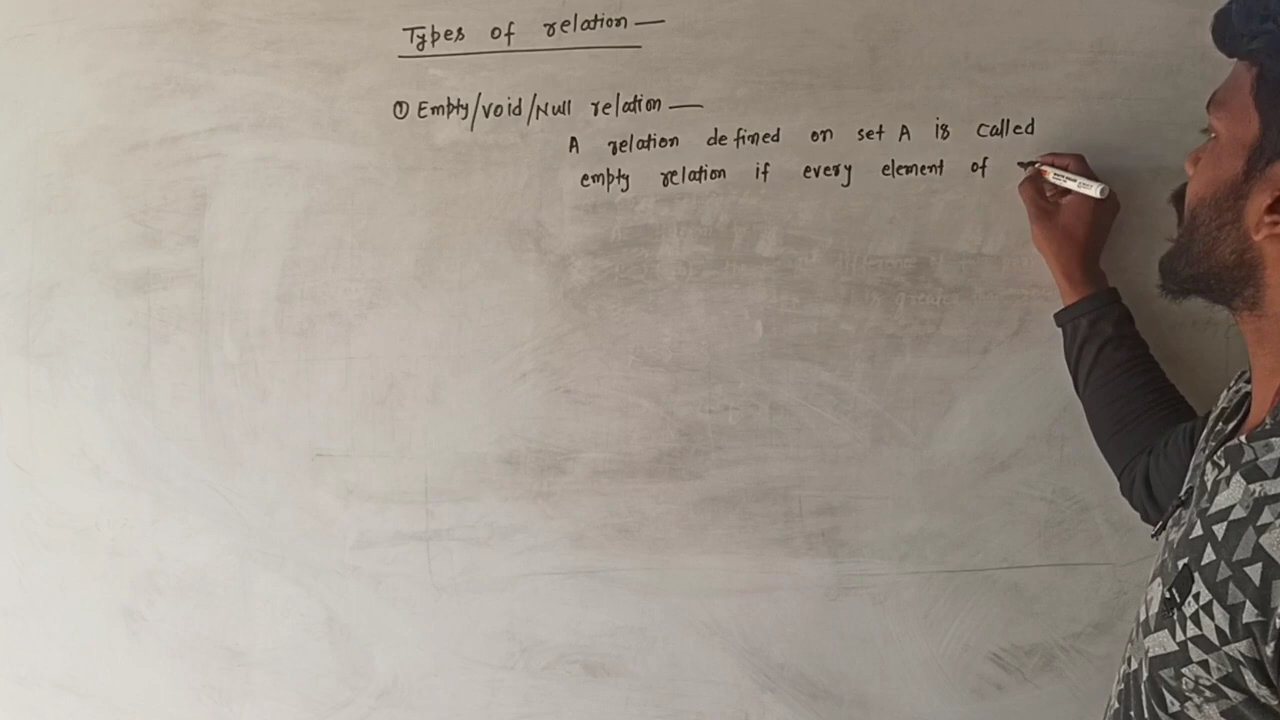 Types of relation —
① Empty/void/Null relation —
A relation defined on set A is called
empty relation if every element of